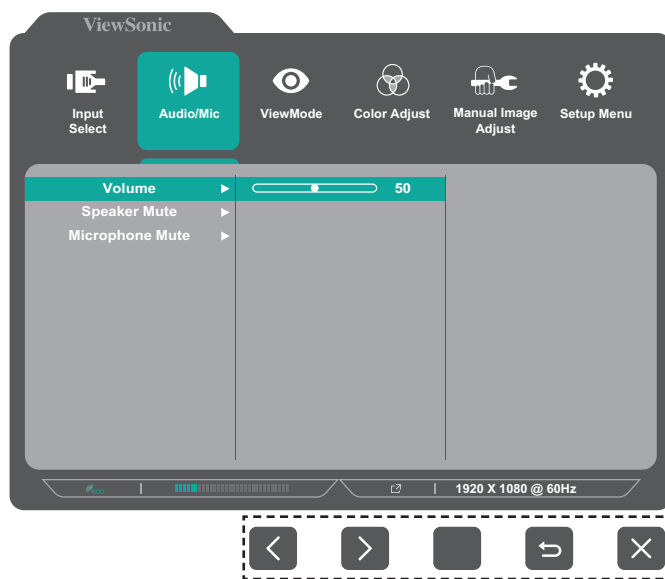 ViewSonic
Input
Select
Audio/Mic
ViewMode
Color Adjust
Manual Image
Adjust
Setup Menu
Volume
50
Speaker Mute
Microphone Mute
eco
1920 X 1080 @ 60Hz